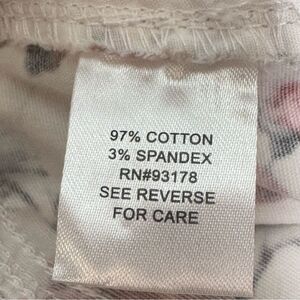 97% COTTON
3% SPANDEX
RN#93178
SEE REVERSE
FOR CARE